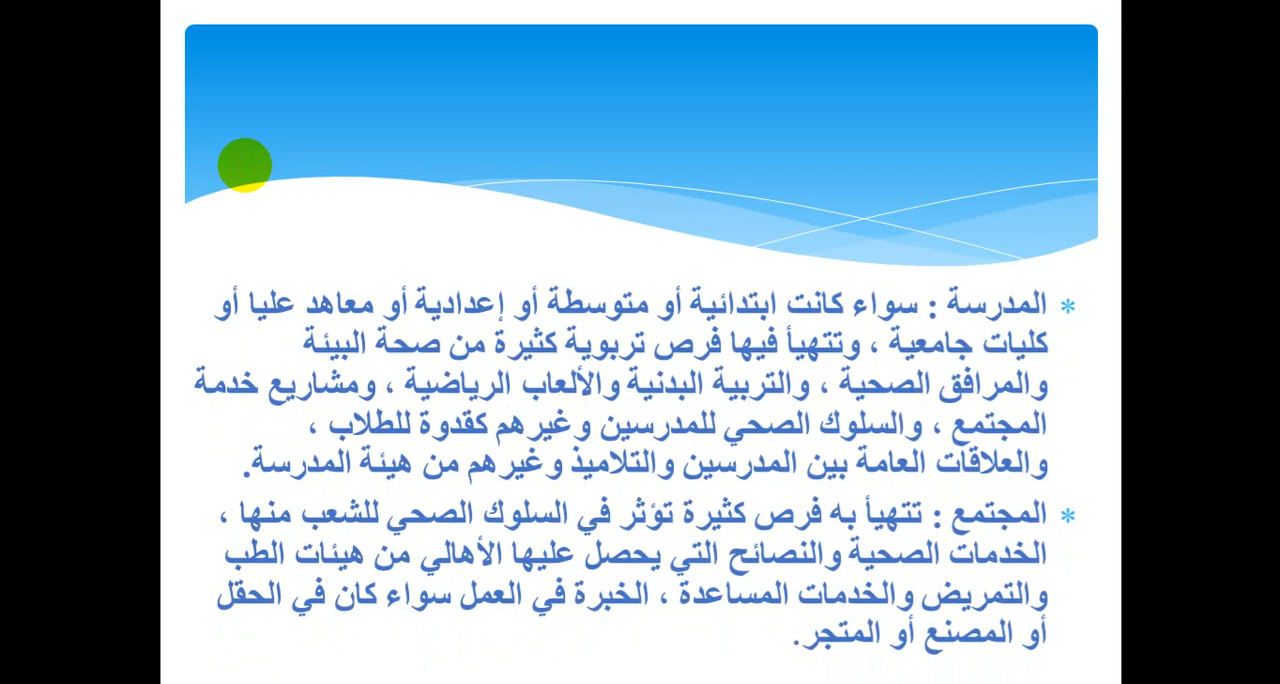 * المدرسة : سواء كانت ابتدائية أو متوسطة أو إعدادية أو معاهد عليا أو
كليات جامعية ، وتتهيأ فيها فرص تربوية كثيرة من صحة البيئة
والمرافق الصحية ، والتربية البدنية والألعاب الرياضية ، ومشاريع خدمة
المجتمع ، والسلوك الصحي للمدرسين وغيرهم كقدوة للطلاب ،
والعلاقات العامة بين المدرسين والتلاميذ وغيرهم من هيئة المدرسة.
* المجتمع : تتهيأ به فرص كثيرة تؤثر في السلوك الصحي للشعب منها ،
الخدمات الصحية والنصائح التي يحصل عليها الأهالي من هيئات الطب
والتمريض والخدمات المساعدة ، الخبرة في العمل سواء كان في الحقل
أو المصنع أو المتجر.